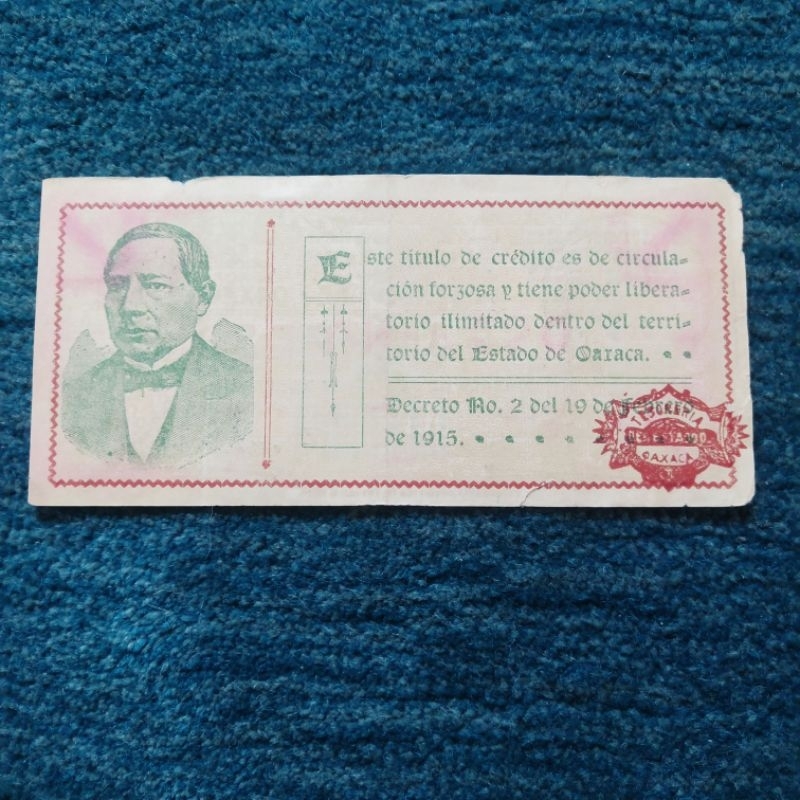 Este titulo de crédito es de circula=
ción forzosa y tiene poder libera=
torio ilimitado dentro del terri=
torio del Estado de Oaxaca.
Decreto No. 2 del 19 de
de 1915.
TESORERIA
OAXACA